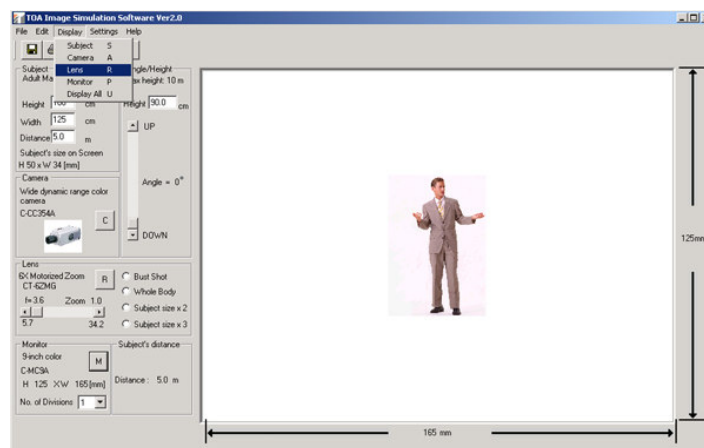 TOA Image Simulation Software Ver2.0
File Edit Display Settings Help
Subject S
Camera A
Lens R
Monitor P
Display All U
Subject
Adult Ma
Height 160 cm
Width 125 cm
Distance 5.0 m
Subject's size on Screen
H 50 x W 34 [mm]
Angle/Height
Max height: 10 m
Height 90.0 cm
UP
Angle = 0°
DOWN
Camera
Wide dynamic range color
camera
C-CC354A
C
Lens
6X Motorized Zoom
CT-6ZMG
R
f=3.6 Zoom 1.0
5.7 34.2
Bust Shot
Whole Body
Subject size x 2
Subject size x 3
Monitor
9-inch color
C-MC9A
M
H 125 X W 165 [mm]
No. of Divisions 1
Subject's distance
Distance : 5.0 m
125mm
165 mm